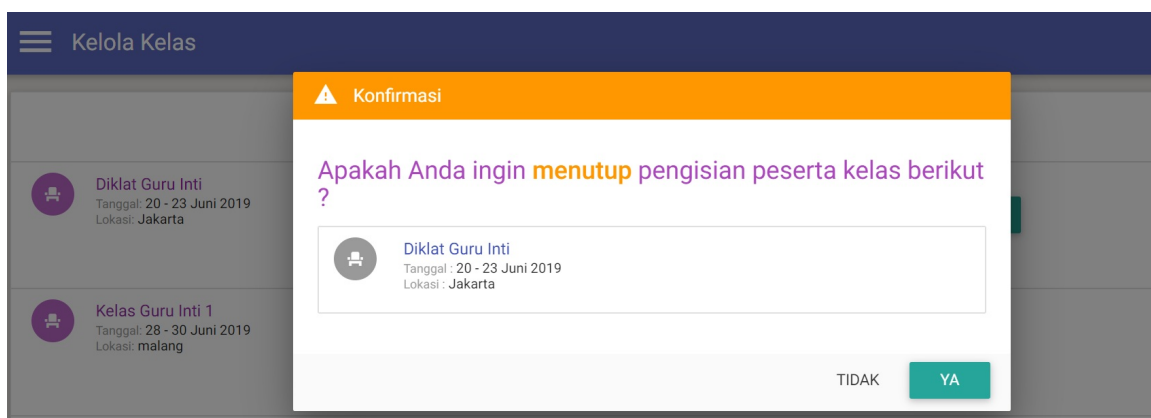 Kelola Kelas
Konfirmasi
Apakah Anda ingin menutup pengisian peserta kelas berikut
?
Diklat Guru Inti
Tanggal : 20 - 23 Juni 2019
Lokasi : Jakarta
TIDAK
YA
Diklat Guru Inti
Tanggal: 20 - 23 Juni 2019
Lokasi: Jakarta
Kelas Guru Inti 1
Tanggal: 28 - 30 Juni 2019
Lokasi: malang